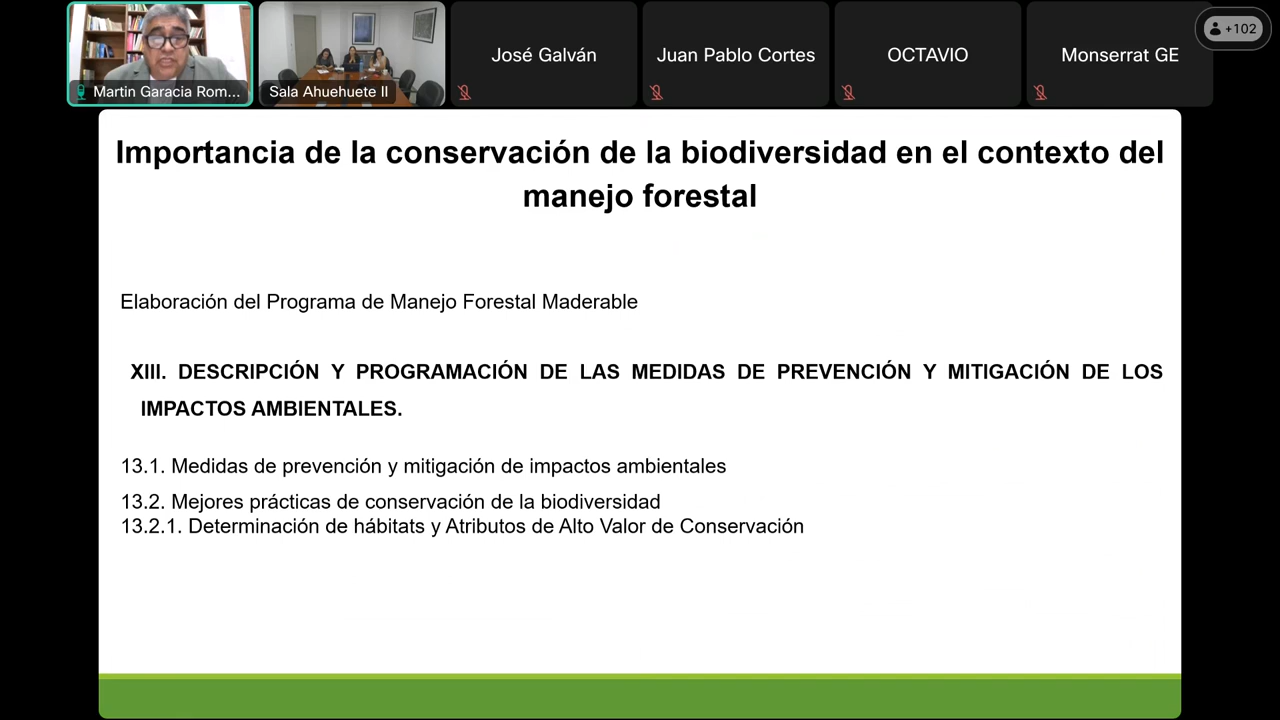 Martin Garacia Rom...
Sala Ahuehuete II
José Galván
Juan Pablo Cortes
OCTAVIO
Monserrat GE
+102
Importancia de la conservación de la biodiversidad en el contexto del
manejo forestal
Elaboración del Programa de Manejo Forestal Maderable
XIII. DESCRIPCIÓN Y PROGRAMACIÓN DE LAS MEDIDAS DE PREVENCIÓN Y MITIGACIÓN DE LOS
IMPACTOS AMBIENTALES.
13.1. Medidas de prevención y mitigación de impactos ambientales
13.2. Mejores prácticas de conservación de la biodiversidad
13.2.1. Determinación de hábitats y Atributos de Alto Valor de Conservación